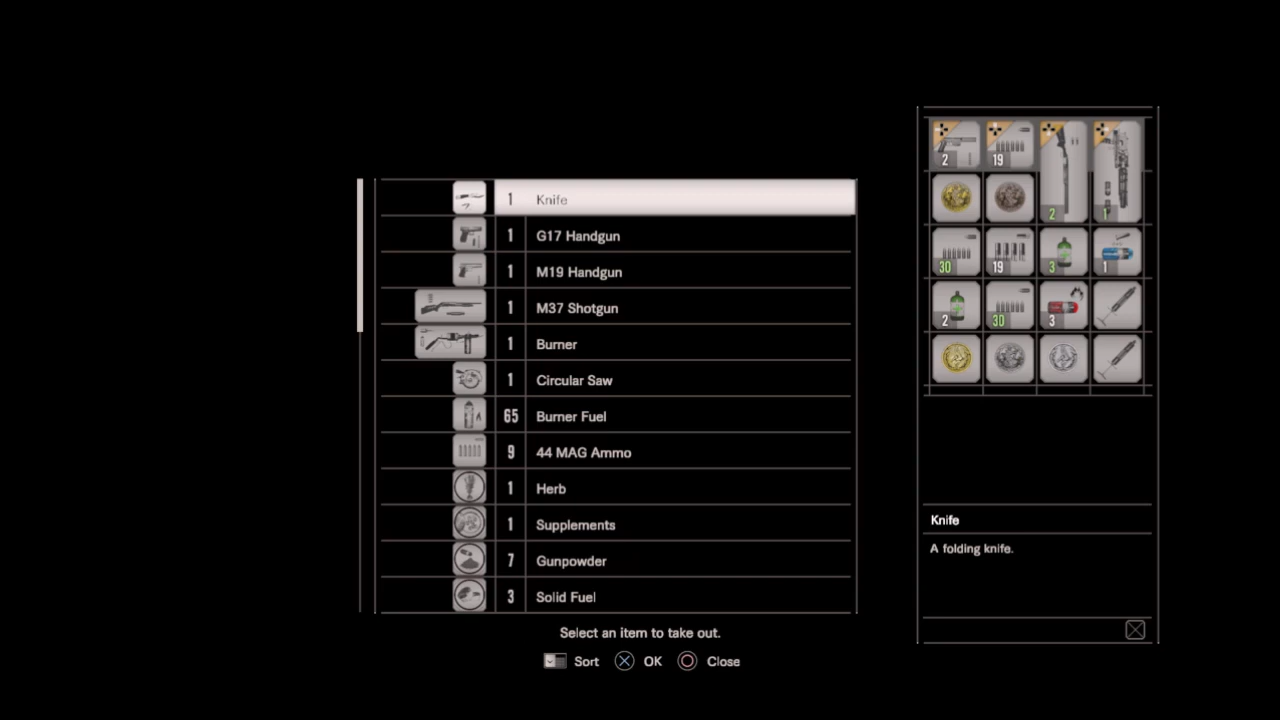 1 Knife
1 G17 Handgun
1 M19 Handgun
1 M37 Shotgun
1 Burner
1 Circular Saw
65 Burner Fuel
9 44 MAG Ammo
1 Herb
1 Supplements
7 Gunpowder
3 Solid Fuel
Select an item to take out.
Sort OK Close
2 19
2 1
30 19 3 1
2 30 3
Knife
A folding knife.